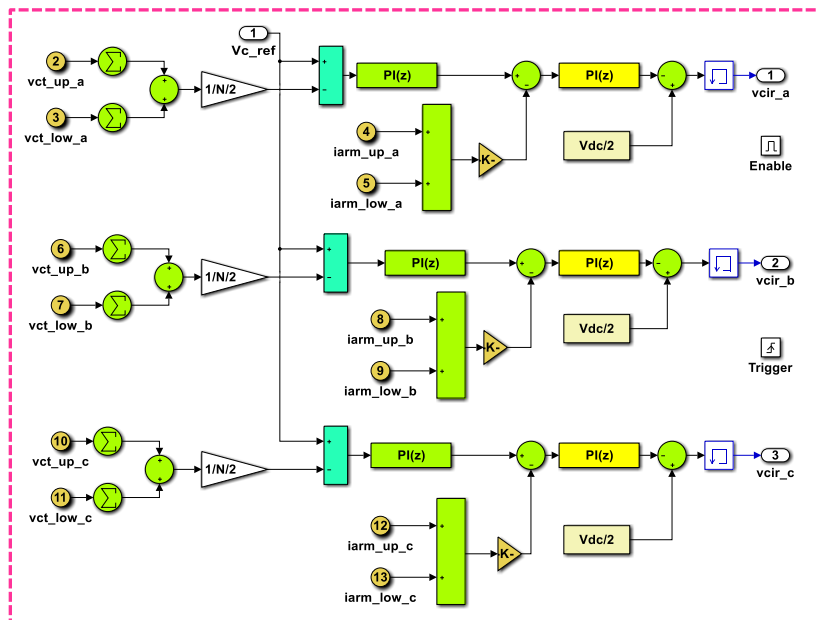 1
Vc_ref
2
vct_up_a
3
vct_low_a
1/N/2
+
+
+
−
PI(z)
4
iarm_up_a
5
iarm_low_a
+
+
K-
+
−
PI(z)
−
+
Vdc/2
1
vcir_a
Enable
6
vct_up_b
7
vct_low_b
+
+
1/N/2
+
−
PI(z)
8
iarm_up_b
9
iarm_low_b
+
+
K-
+
−
PI(z)
−
+
Vdc/2
2
vcir_b
Trigger
10
vct_up_c
11
vct_low_c
+
+
1/N/2
+
−
PI(z)
12
iarm_up_c
13
iarm_low_c
+
+
K-
+
−
PI(z)
−
+
Vdc/2
3
vcir_c